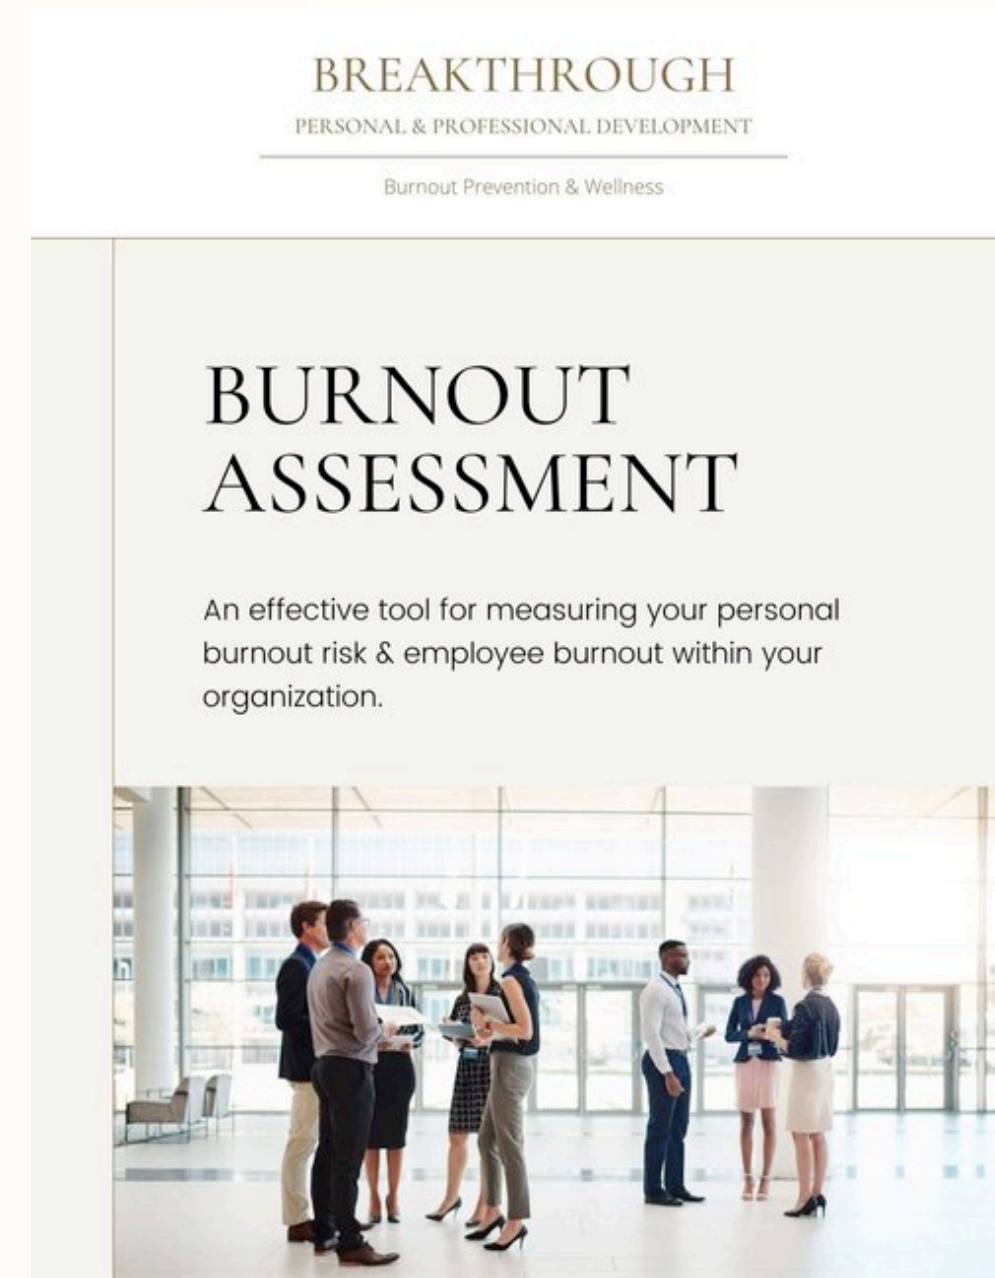 BREAKTHROUGH
PERSONAL & PROFESSIONAL DEVELOPMENT
Burnout Prevention & Wellness
BURNOUT
ASSESSMENT
An effective tool for measuring your personal
burnout risk & employee burnout within your
organization.